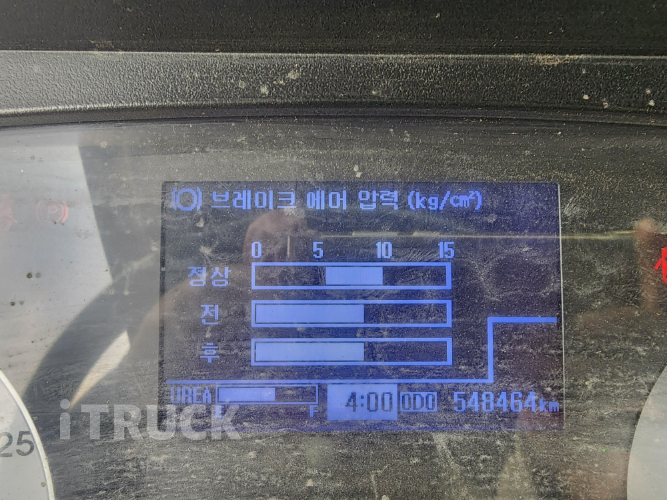 브레이크 에어 압력 (kg/cm²)
0 5 10 15
정상
전
후
UREA E F 4:00 ODO 548464km
iTRUCK
25